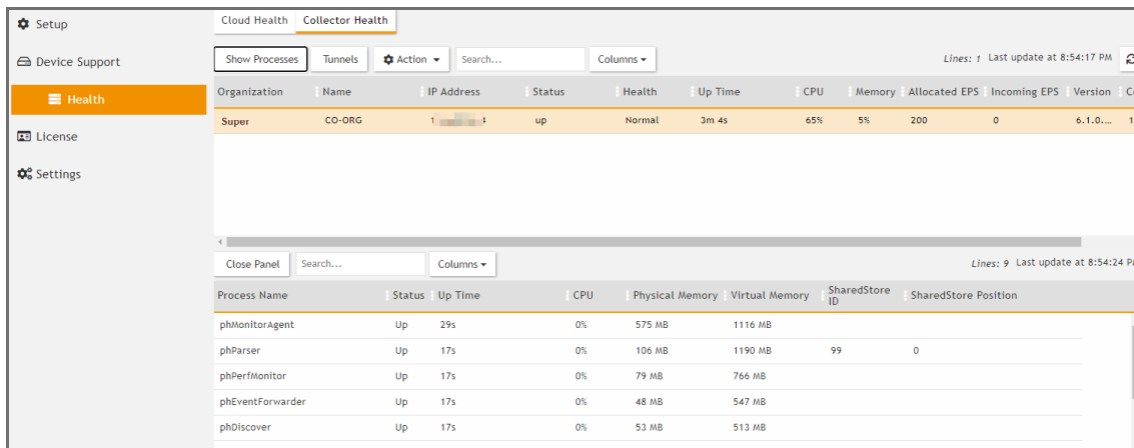 Setup
Device Support
Health
License
Settings
Cloud Health Collector Health
Show Processes Tunnels Action Search... Columns Lines: 1 Last update at 8:54:17 PM
Organization Name IP Address Status Health Up Time CPU Memory Allocated EPS Incoming EPS Version
Super CO-ORG up Normal 3m 4s 65% 5% 200 0 6.1.0....
Close Panel Search... Columns Lines: 9 Last update at 8:54:24
Process Name Status Up Time CPU Physical Memory Virtual Memory SharedStore ID SharedStore Position
phMonitorAgent Up 29s 0% 575 MB 1116 MB
phParser Up 17s 0% 106 MB 1190 MB 99 0
phPerfMonitor Up 17s 0% 79 MB 766 MB
phEventForwarder Up 17s 0% 48 MB 547 MB
phDiscover Up 17s 0% 53 MB 513 MB